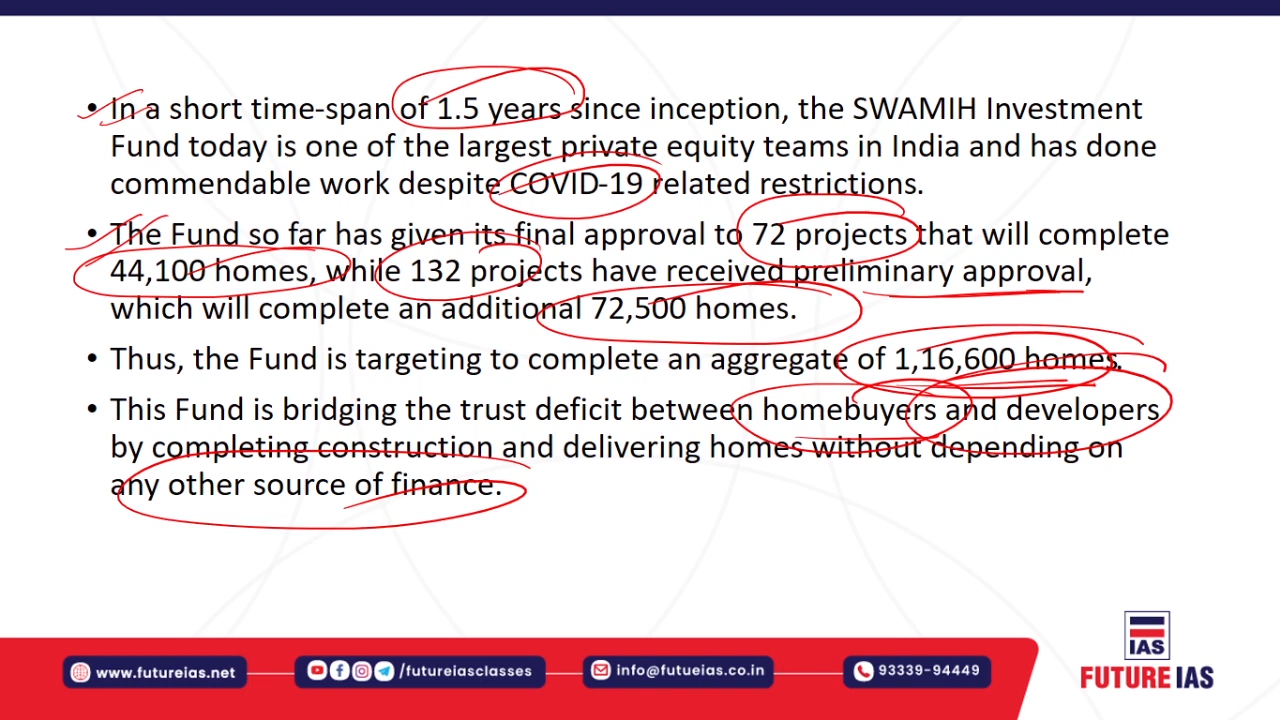 • In a short time-span of 1.5 years since inception, the SWAMIH Investment
Fund today is one of the largest private equity teams in India and has done
commendable work despite COVID-19 related restrictions.
• The Fund so far has given its final approval to 72 projects that will complete
44,100 homes, while 132 projects have received preliminary approval,
which will complete an additional 72,500 homes.
• Thus, the Fund is targeting to complete an aggregate of 1,16,600 homes.
• This Fund is bridging the trust deficit between homebuyers and developers
by completing construction and delivering homes without depending on
any other source of finance.
IAS
FUTURE IAS
www.futureias.net
/futureiasclasses
info@futueias.co.in
93339-94449